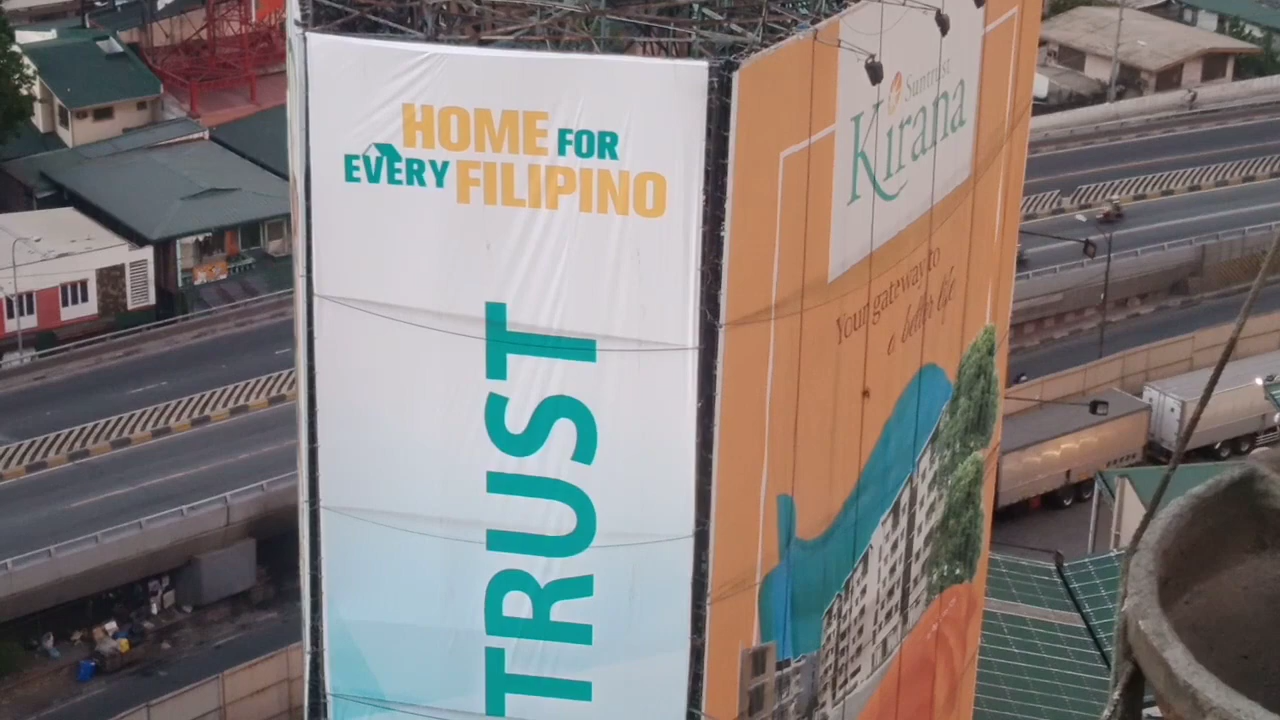 HOME FOR
EVERY FILIPINO
TRUST
Suntrust
Kirana
Your gateway to
a better life